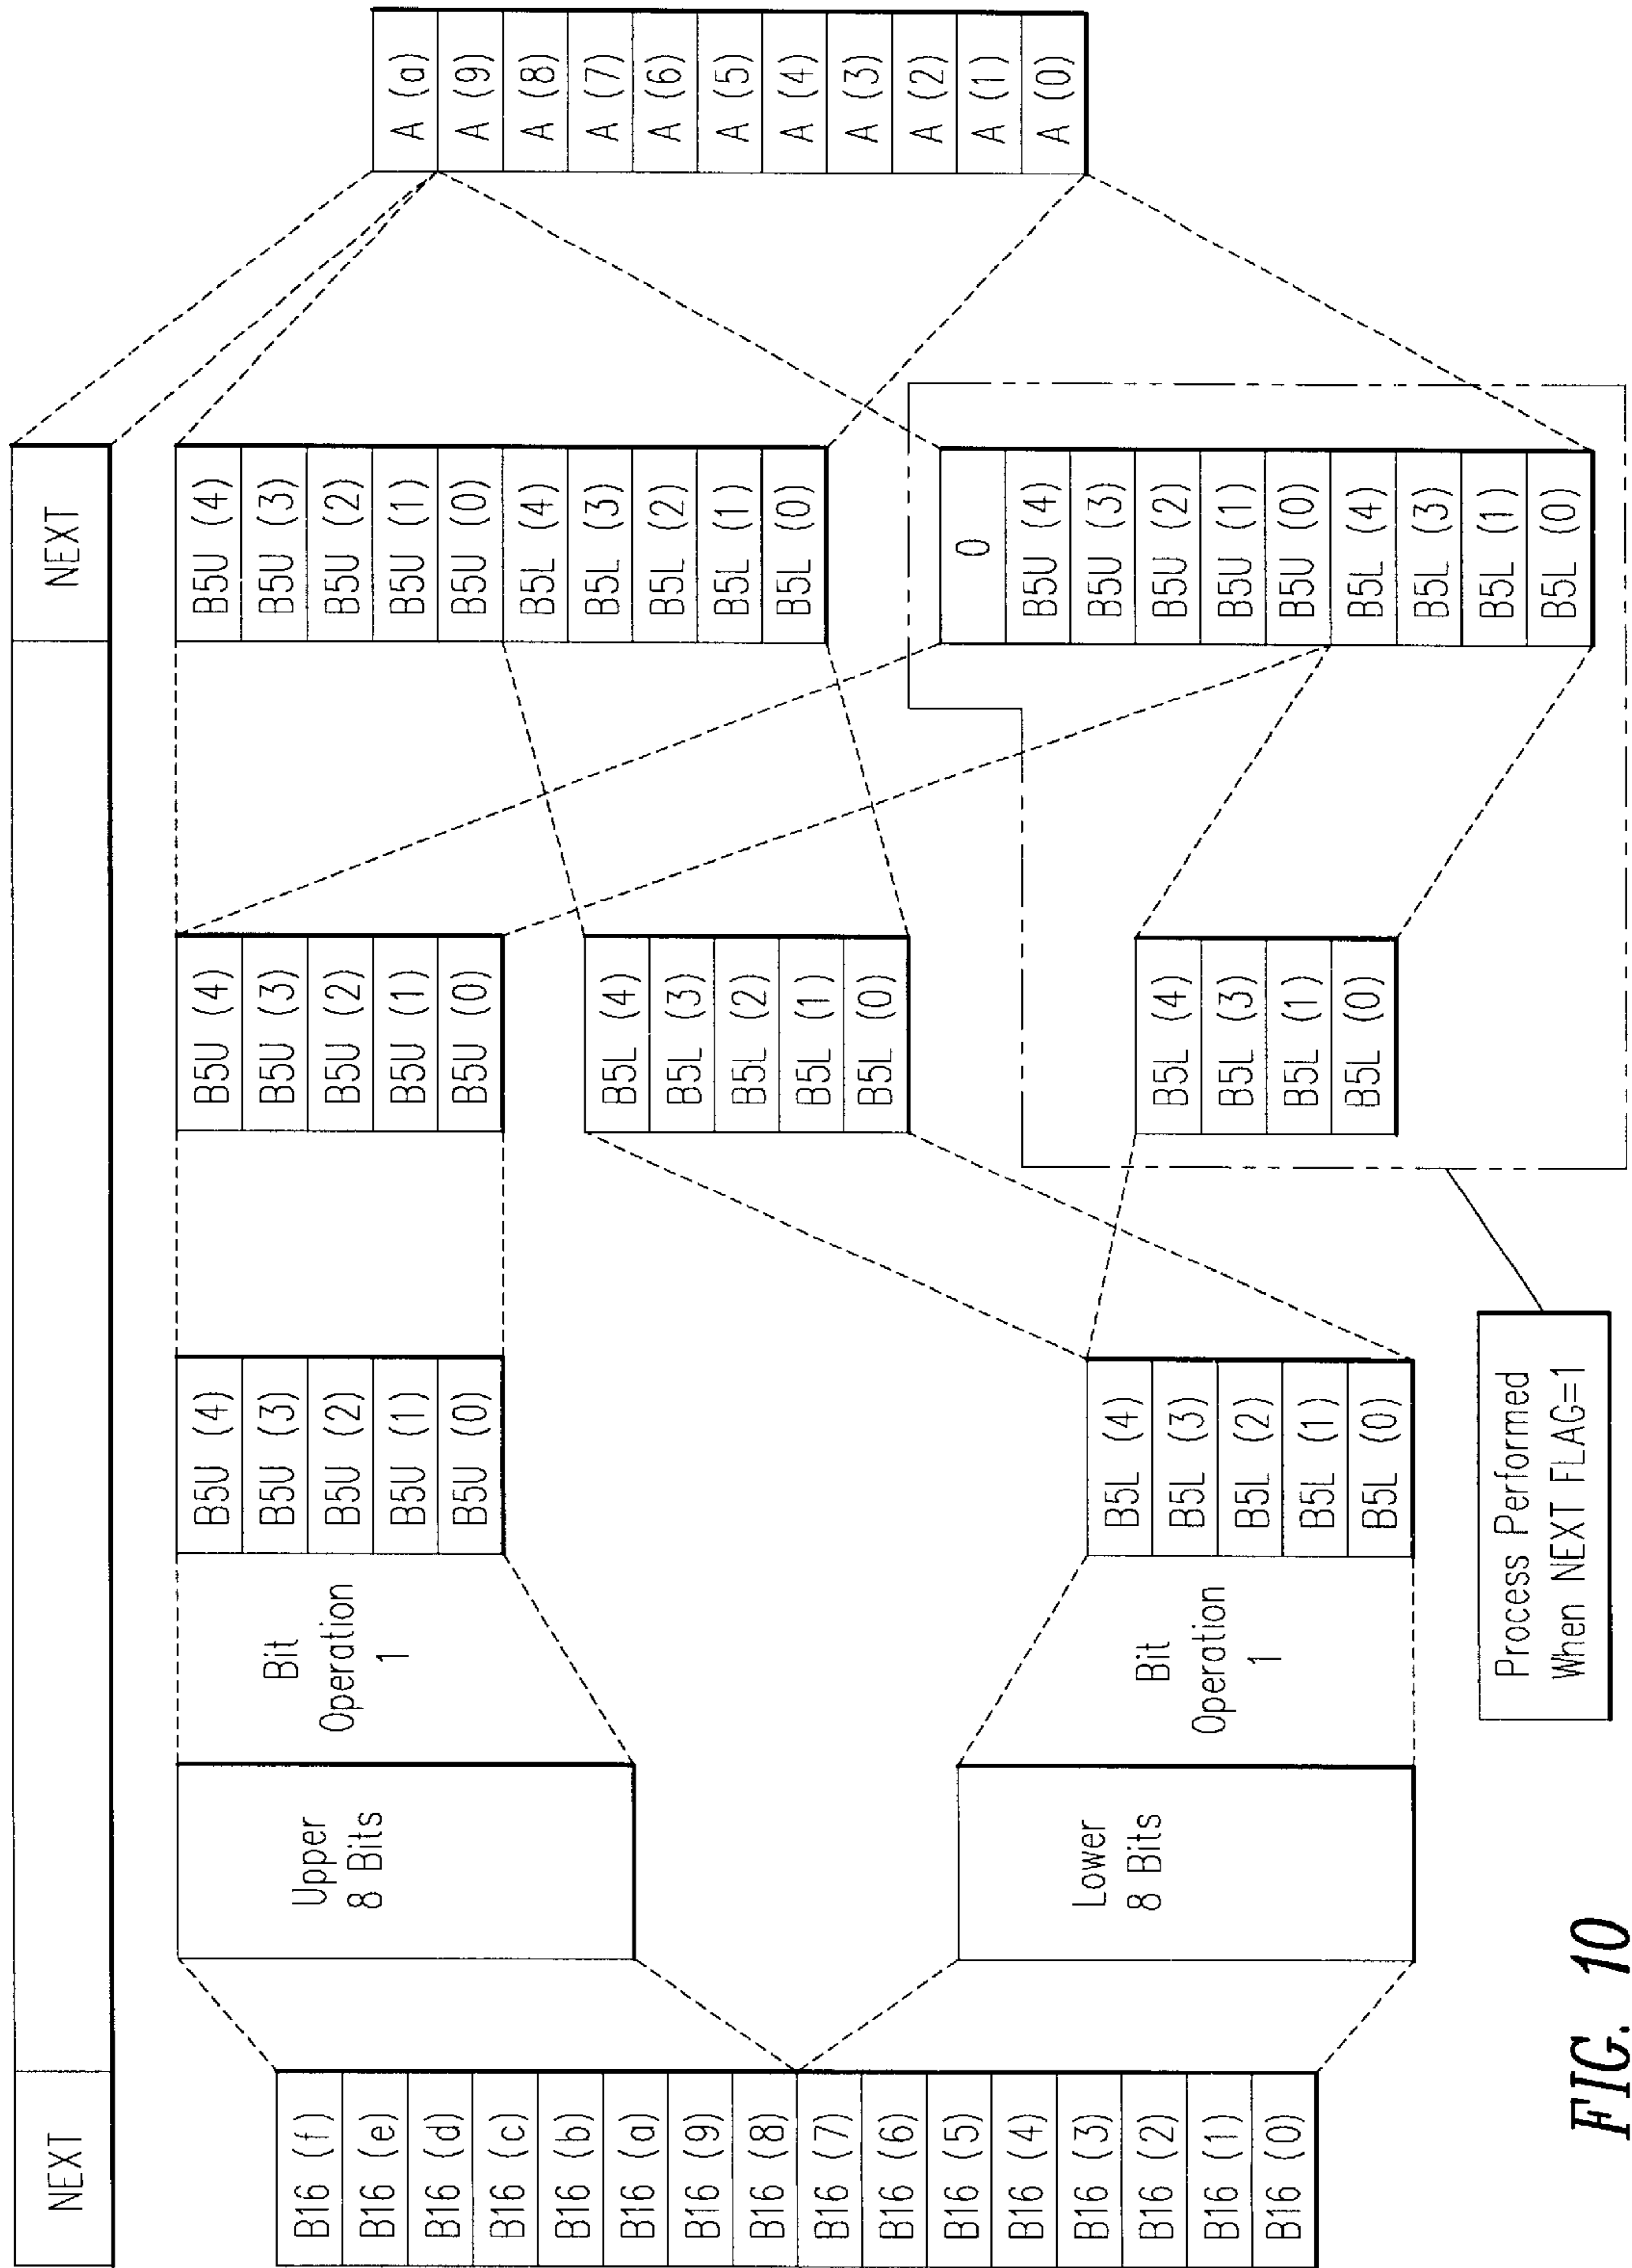 NEXT
NEXT
B16 (f)
B16 (e)
B16 (d)
B16 (c)
B16 (b)
B16 (a)
B16 (9)
B16 (8)
B16 (7)
B16 (6)
B16 (5)
B16 (4)
B16 (3)
B16 (2)
B16 (1)
B16 (0)
Upper
8 Bits
Lower
8 Bits
Bit
Operation
1
Bit
Operation
1
B5U (4)
B5U (3)
B5U (2)
B5U (1)
B5U (0)
B5L (4)
B5L (3)
B5L (2)
B5L (1)
B5L (0)
B5U (4)
B5U (3)
B5U (2)
B5U (1)
B5U (0)
B5L (4)
B5L (3)
B5L (2)
B5L (1)
B5L (0)
B5L (4)
B5L (3)
B5L (1)
B5L (0)
B5U (4)
B5U (3)
B5U (2)
B5U (1)
B5U (0)
B5L (4)
B5L (3)
B5L (2)
B5L (1)
B5L (0)
0
B5U (4)
B5U (3)
B5U (2)
B5U (1)
B5U (0)
B5L (4)
B5L (3)
B5L (1)
B5L (0)
A (a)
A (9)
A (8)
A (7)
A (6)
A (5)
A (4)
A (3)
A (2)
A (1)
A (0)
Process Performed
When NEXT FLAG=1
FIG. 10